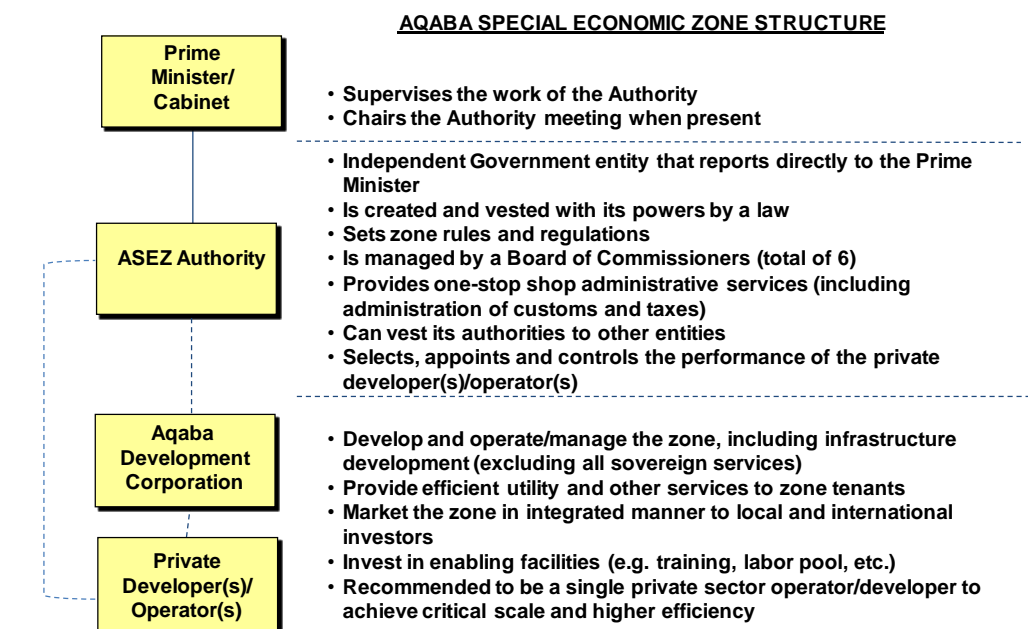 AQABA SPECIAL ECONOMIC ZONE STRUCTURE
Prime
Minister/
Cabinet
• Supervises the work of the Authority
• Chairs the Authority meeting when present
ASEZ Authority
• Independent Government entity that reports directly to the Prime
Minister
• Is created and vested with its powers by a law
• Sets zone rules and regulations
• Is managed by a Board of Commissioners (total of 6)
• Provides one-stop shop administrative services (including
administration of customs and taxes)
• Can vest its authorities to other entities
• Selects, appoints and controls the performance of the private
developer(s)/operator(s)
Aqaba
Development
Corporation
Private
Developer(s)/
Operator(s)
• Develop and operate/manage the zone, including infrastructure
development (excluding all sovereign services)
• Provide efficient utility and other services to zone tenants
• Market the zone in integrated manner to local and international
investors
• Invest in enabling facilities (e.g. training, labor pool, etc.)
• Recommended to be a single private sector operator/developer to
achieve critical scale and higher efficiency